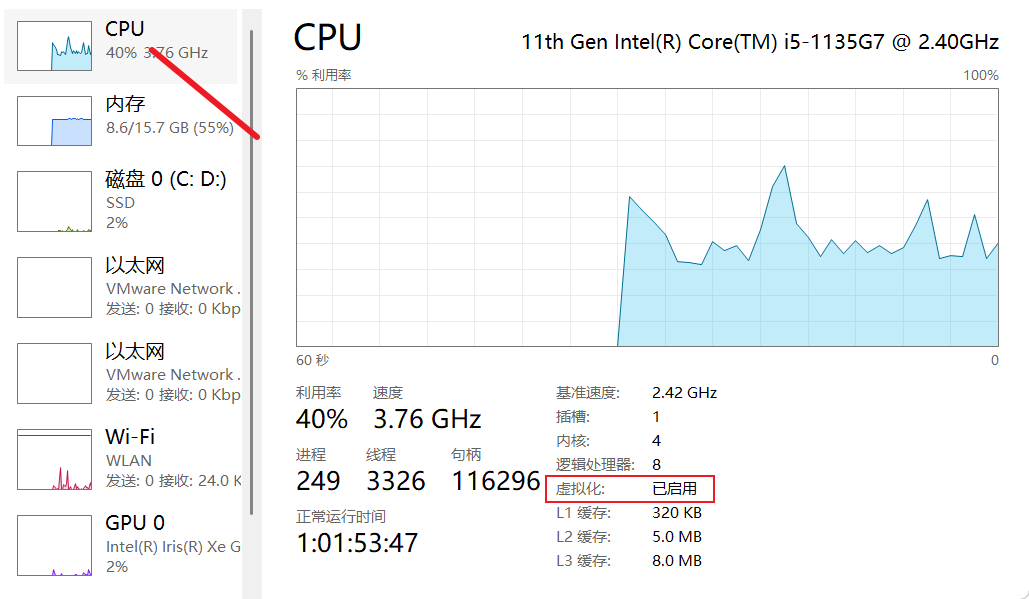 CPU
40% 3.76 GHz
内存
8.6/15.7 GB (55%)
磁盘 0 (C: D:)
SSD
2%
以太网
VMware Network .
发送: 0 接收: 0 Kbp
以太网
VMware Network .
发送: 0 接收: 0 Kbp
Wi-Fi
WLAN
发送: 0 接收: 24.0 K
GPU 0
Intel(R) Iris(R) Xe G
2%
CPU
11th Gen Intel(R) Core(TM) i5-1135G7 @ 2.40GHz
% 利用率
100%
60 秒
0
利用率
速度
40%
3.76 GHz
进程
线程
句柄
249
3326
116296
正常运行时间
1:01:53:47
基准速度: 2.42 GHz
插槽: 1
内核: 4
逻辑处理器: 8
虚拟化: 已启用
L1 缓存: 320 KB
L2 缓存: 5.0 MB
L3 缓存: 8.0 MB